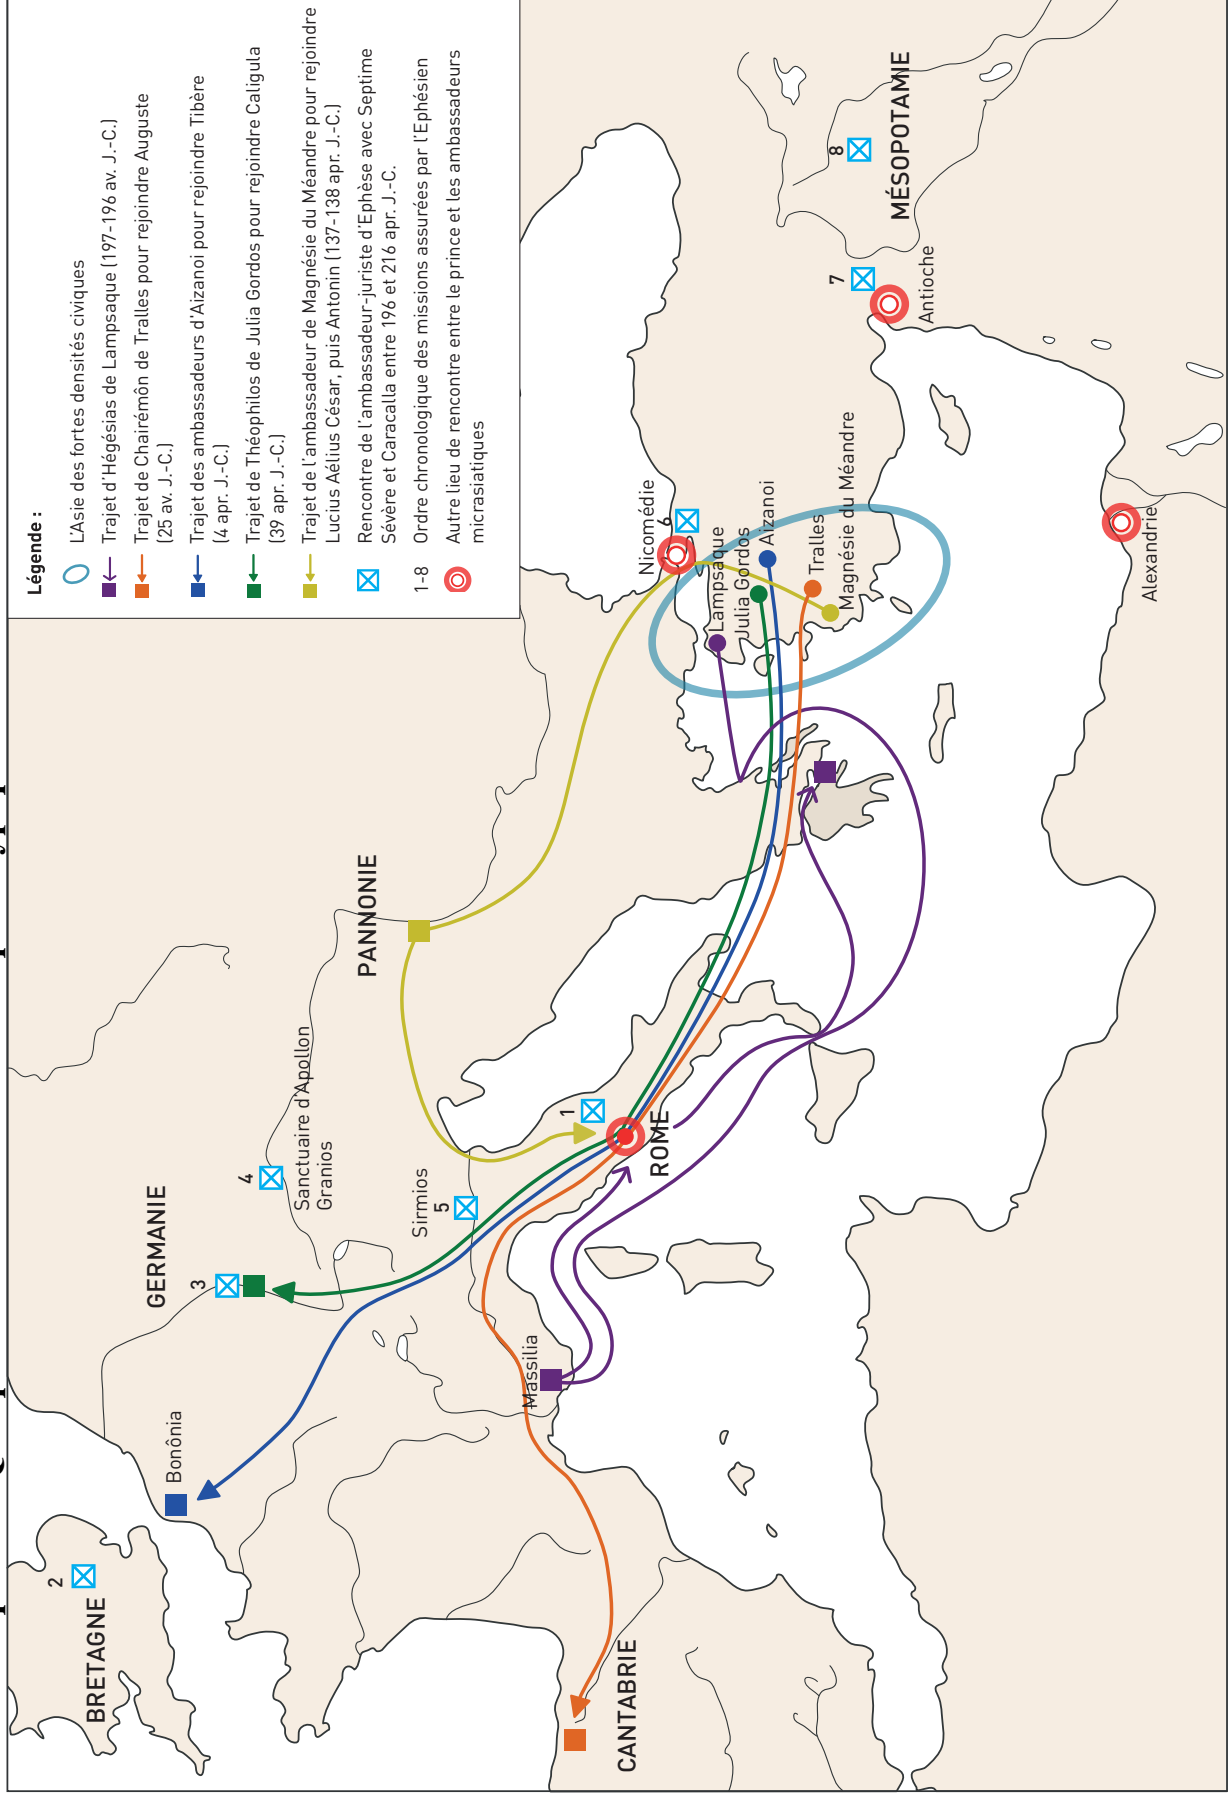 Légende :
L'Asie des fortes densités civiques
Trajet d'Hégésias de Lampsaque (197-196 av. J.-C.)
Trajet de Chairémôn de Tralles pour rejoindre Auguste
(25 av. J.-C.)
Trajet des ambassadeurs d'Aizanoi pour rejoindre Tibère
(4 apr. J.-C.)
Trajet de Théophilos de Julia Gordos pour rejoindre Caligula
(39 apr. J.-C.)
Trajet de l'ambassadeur de Magnésie du Méandre pour rejoindre
Lucius Aélius César, puis Antonin (137-138 apr. J.-C.)
Rencontre de l'ambassadeur-juriste d'Ephèse avec Septime
Sévère et Caracalla entre 196 et 216 apr. J.-C.
1-8 Ordre chronologique des missions assurées par l'Ephésien
Autre lieu de rencontre entre le prince et les ambassadeurs
micrasiatiques
BRETAGNE
2
Bonônia
GERMANIE
3
4
Sanctuaire d'Apollon
Granios
PANNONIE
Sirmios
5
Massilia
CANTABRIE
1
ROME
Nicomédie
6
Lampsaque
Julia Gordos
Aizanoi
Tralles
Magnésie du Méandre
7
Antioche
8
MÉSOPOTAMIE
Alexandrie